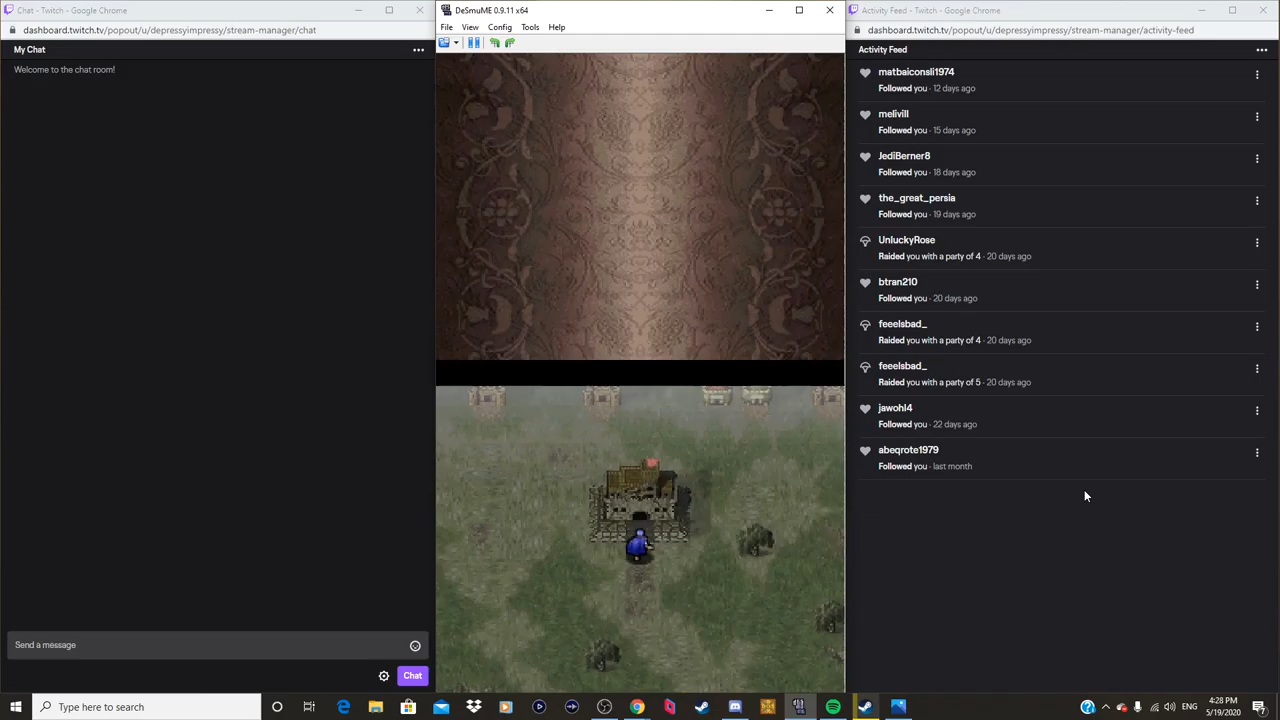 Chat - Twitch - Google Chrome
dashboard.twitch.tv/popout/u/depressyimpressy/stream-manager/chat
My Chat
Welcome to the chat room!
Send a message
Chat
DeSmuME 0.9.11 x64
File View Config Tools Help
Activity Feed - Twitch - Google Chrome
dashboard.twitch.tv/popout/u/depressyimpressy/stream-manager/activity-feed
Activity Feed
matbaiconsli1974
Followed you · 12 days ago
melivill
Followed you · 15 days ago
JediBerner8
Followed you · 18 days ago
the_great_persia
Followed you · 19 days ago
UnluckyRose
Raided you with a party of 4 · 20 days ago
btran210
Followed you · 20 days ago
feeelsbad_
Raided you with a party of 4 · 20 days ago
feeelsbad_
Raided you with a party of 5 · 20 days ago
jawohl4
Followed you · 22 days ago
abeqrote1979
Followed you · last month
Type here to search
ENG
4:28 PM
5/19/2020